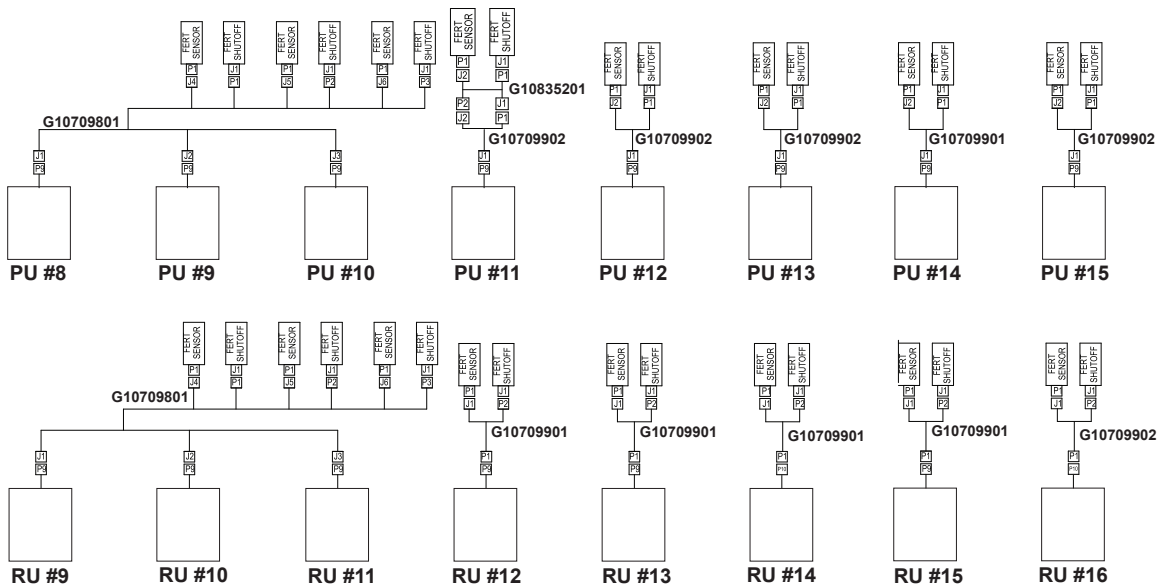 FERT SENSOR FERT SHUTOFF FERT SENSOR FERT SHUTOFF FERT SENSOR FERT SHUTOFF FERT SENSOR FERT SHUTOFF FERT SENSOR FERT SHUTOFF FERT SENSOR FERT SHUTOFF FERT SENSOR FERT SHUTOFF FERT SENSOR FERT SHUTOFF
P1 J1 P1 J1 P1 J1 P1 J1 P1 J1 P1 J1 P1 J1 P1 J1
J4 P1 J5 P2 J6 P3 J2 P1 J2 P1 J2 P1 J2 P1 J2 P1
G10835201
P2 J1
J2 P1
G10709801
G10709902 G10709902 G10709902 G10709901 G10709902
J1 J2 J3 J1 J1 J1 J1 J1
P9 P9 P9 P9 P9 P9 P9 P9
PU #8 PU #9 PU #10 PU #11 PU #12 PU #13 PU #14 PU #15
FERT SENSOR FERT SHUTOFF FERT SENSOR FERT SHUTOFF FERT SENSOR FERT SHUTOFF FERT SENSOR FERT SHUTOFF FERT SENSOR FERT SHUTOFF FERT SENSOR FERT SHUTOFF FERT SENSOR FERT SHUTOFF FERT SENSOR FERT SHUTOFF
P1 J1 P1 J1 P1 J1 P1 J1 P1 J1 P1 J1 P1 J1 P1 J1
J4 P1 J5 P2 J6 P3 J1 P2 J1 P2 J1 P2 J1 P2 J1 P2
G10709801
G10709901 G10709901 G10709901 G10709901 G10709902
J1 J2 J3 P1 P1 P1 P1 P1
P9 P9 P9 P9 P9 P10 P9 P10
RU #9 RU #10 RU #11 RU #12 RU #13 RU #14 RU #15 RU #16